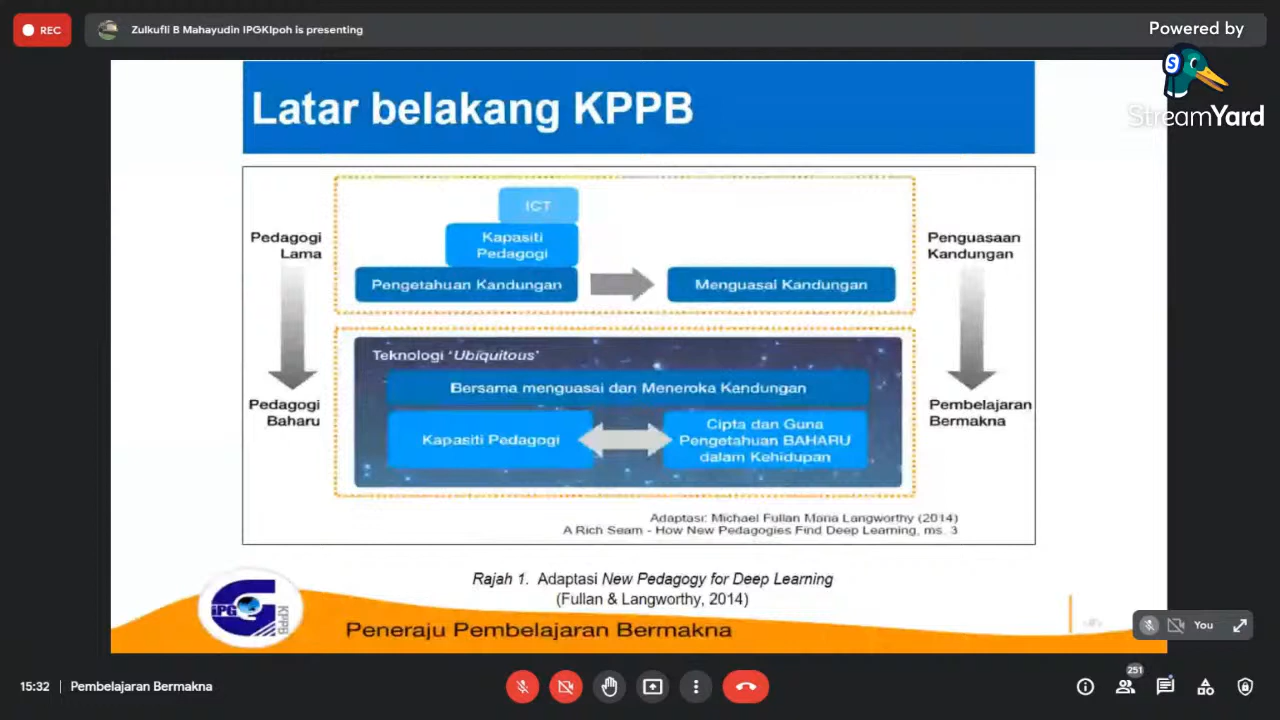 REC
Zulkufli B Mahayudin IPGKIpoh is presenting
Powered by
StreamYard
Latar belakang KPPB
ICT
Kapasiti
Pedagogi
Pedagogi
Lama
Pengetahuan Kandungan
Menguasai Kandungan
Penguasaan
Kandungan
Teknologi 'Ubiquitous'
Bersama menguasai dan Meneroka Kandungan
Pedagogi
Baharu
Kapasiti Pedagogi
Cipta dan Guna
Pengetahuan BAHARU
dalam Kehidupan
Pembelajaran
Bermakna
Adaptasi: Michael Fullan Maria Langworthy (2014)
A Rich Seam - How New Pedagogies Find Deep Learning, ms. 3
Rajah 1. Adaptasi New Pedagogy for Deep Learning
(Fullan & Langworthy, 2014)
iPG
KPPB
Peneraju Pembelajaran Bermakna
You
15:32 | Pembelajaran Bermakna
251